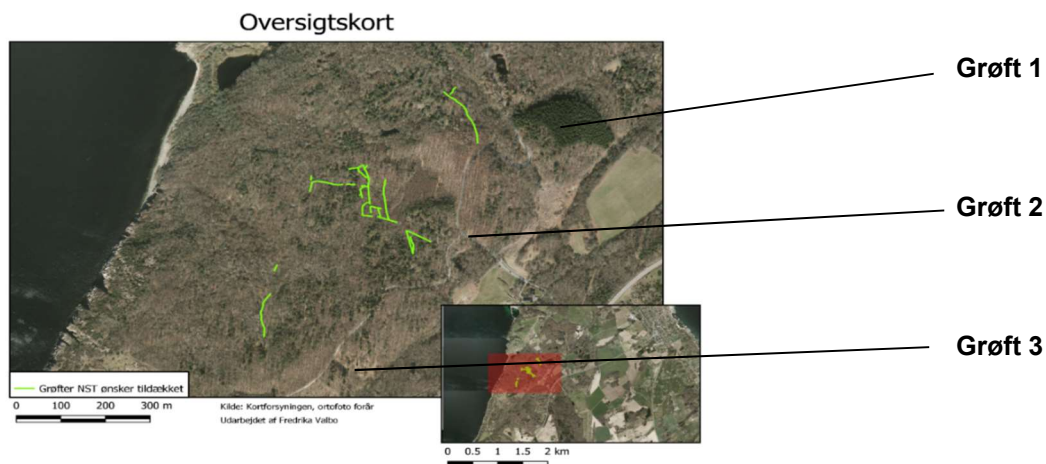 Oversigtskort
Grøft 1
Grøft 2
Grøft 3
Grøfter NST ønsker tildækket
0 100 200 300 m
Kilde: Kortforsyningen, ortofoto forår
Udarbejdet af Fredrika Valbo
0 0.5 1 1.5 2 km